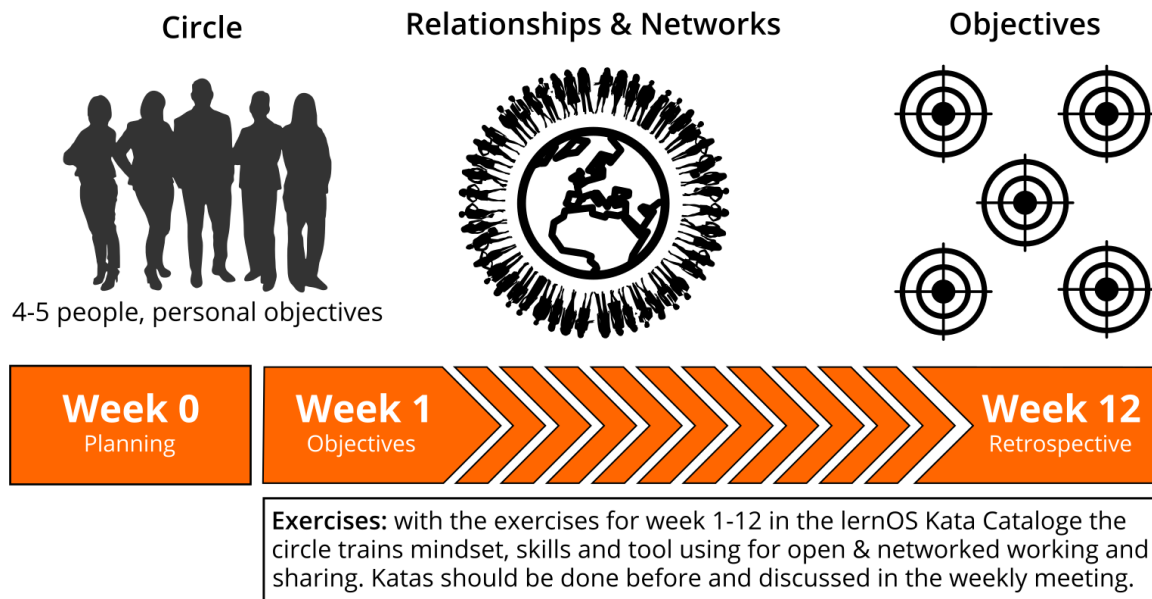 Circle
Relationships & Networks
Objectives
4-5 people, personal objectives
Week 0
Planning
Week 1
Objectives
Week 12
Retrospective
Exercises: with the exercises for week 1-12 in the lernOS Kata Cataloge the
circle trains mindset, skills and tool using for open & networked working and
sharing. Katas should be done before and discussed in the weekly meeting.